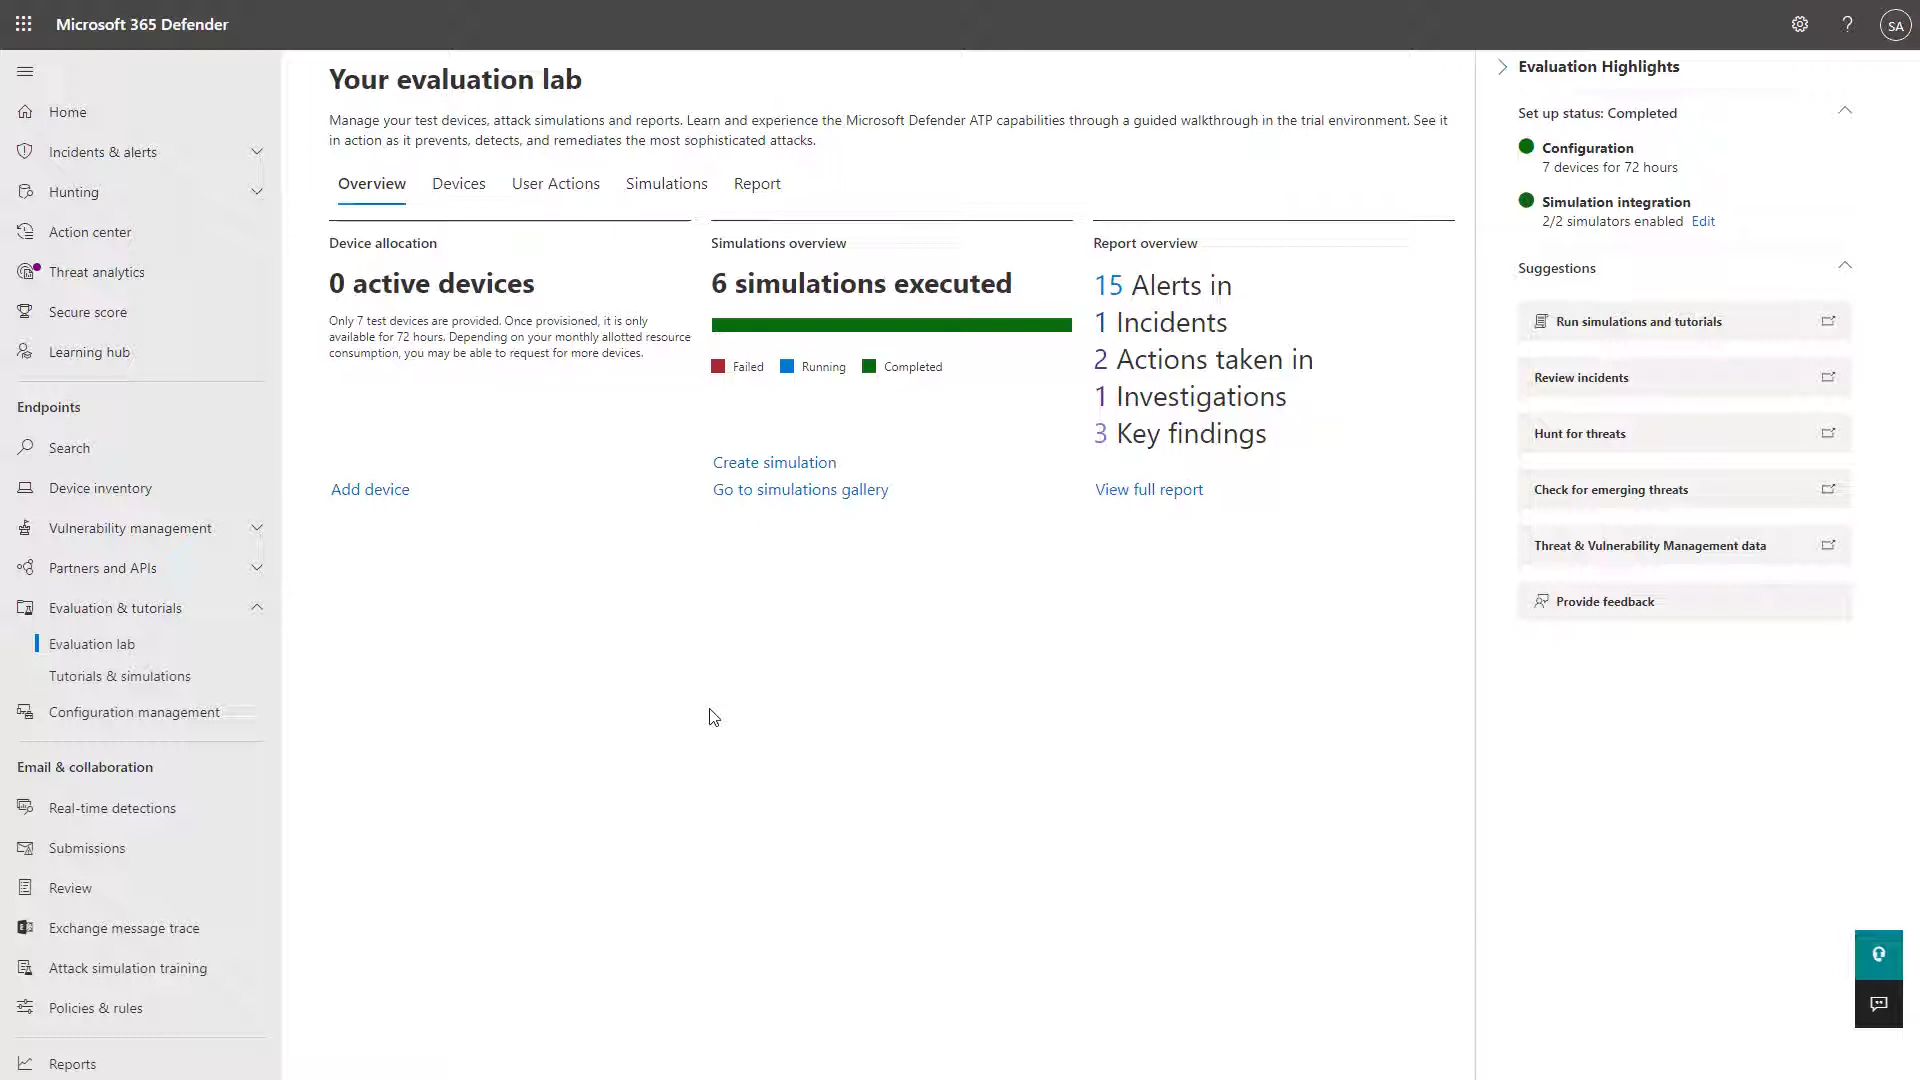 Microsoft 365 Defender
?
SA
Home
Incidents & alerts
Hunting
Action center
Threat analytics
Secure score
Learning hub
Endpoints
Search
Device inventory
Vulnerability management
Partners and APIs
Evaluation & tutorials
Evaluation lab
Tutorials & simulations
Configuration management
Email & collaboration
Real-time detections
Submissions
Review
Exchange message trace
Attack simulation training
Policies & rules
Reports
Your evaluation lab
Manage your test devices, attack simulations and reports. Learn and experience the Microsoft Defender ATP capabilities through a guided walkthrough in the trial environment. See it
in action as it prevents, detects, and remediates the most sophisticated attacks.
Overview Devices User Actions Simulations Report
Device allocation
0 active devices
Only 7 test devices are provided. Once provisioned, it is only
available for 72 hours. Depending on your monthly allotted resource
consumption, you may be able to request for more devices.
Add device
Simulations overview
6 simulations executed
Failed Running Completed
Create simulation
Go to simulations gallery
Report overview
15 Alerts in
1 Incidents
2 Actions taken in
1 Investigations
3 Key findings
View full report
Evaluation Highlights
Set up status: Completed
Configuration
7 devices for 72 hours
Simulation integration
2/2 simulators enabled Edit
Suggestions
Run simulations and tutorials
Review incidents
Hunt for threats
Check for emerging threats
Threat & Vulnerability Management data
Provide feedback